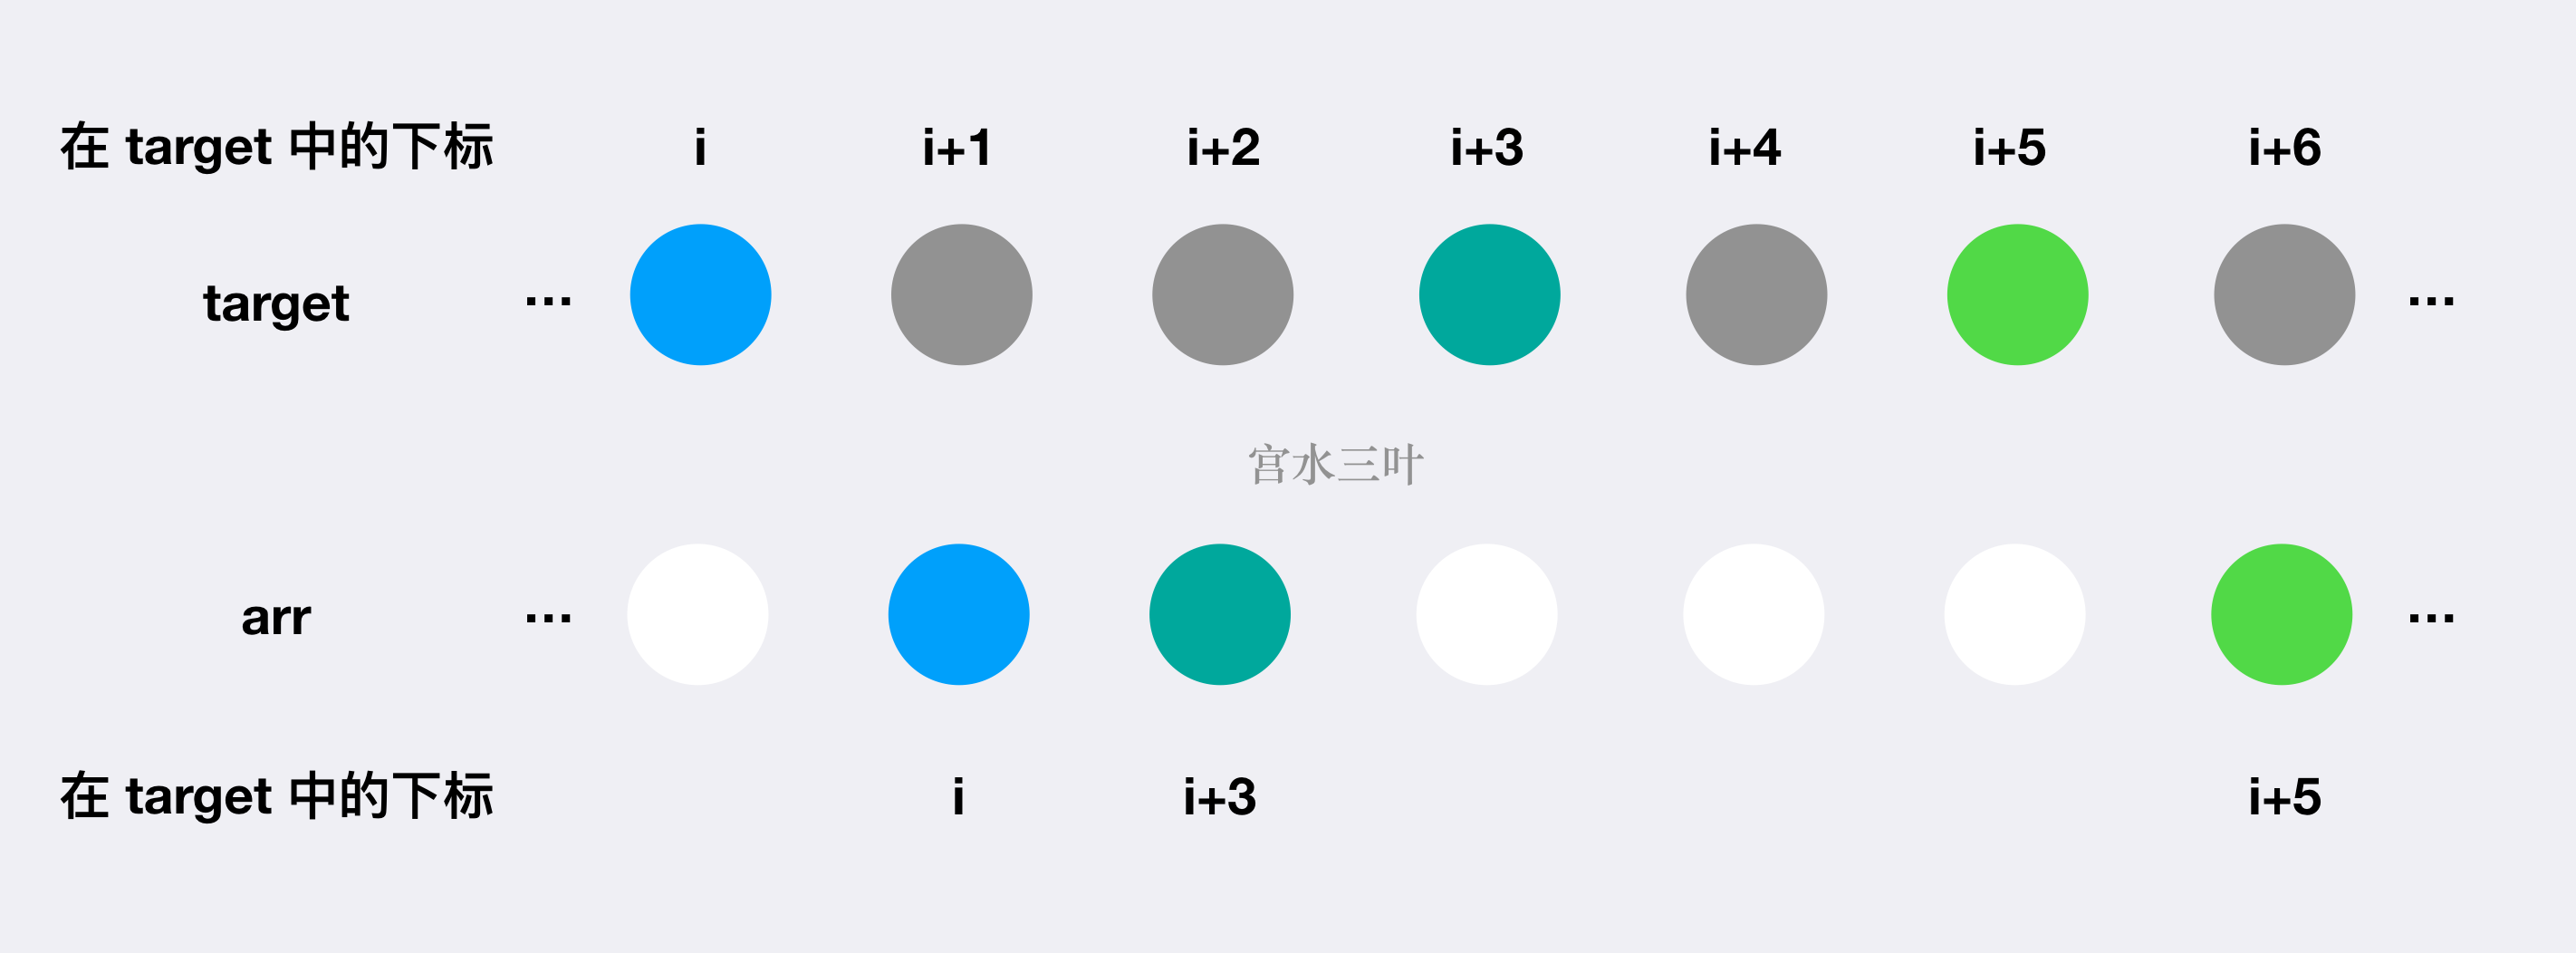 在 target 中的下标 i i+1 i+2 i+3 i+4 i+5 i+6
target ... ...
宫水三叶
arr ... ...
在 target 中的下标 i i+3 i+5